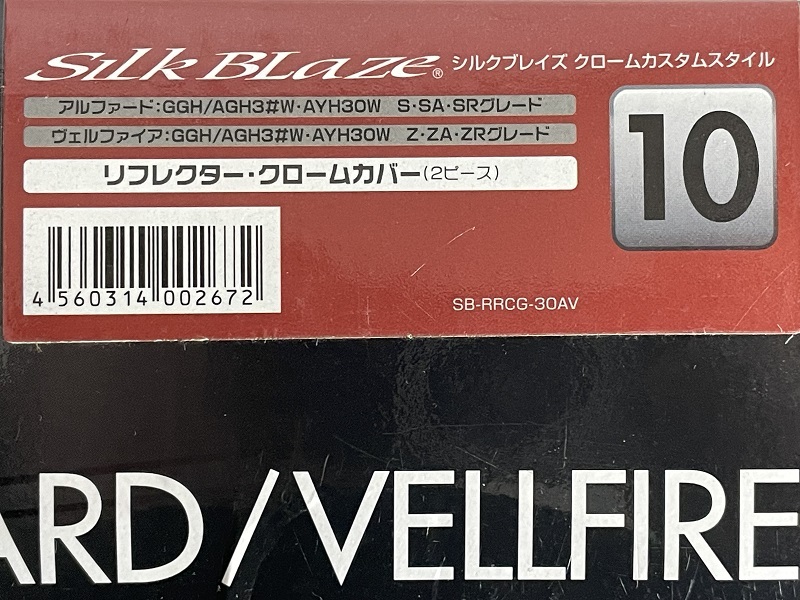 Silk Blaze® シルクブレイズ クロームカスタムスタイル
アルファード:GGH/AGH3#W・AYH30W S・SA・SRグレード
ヴェルファイア:GGH/AGH3#W・AYH30W Z・ZA・ZRグレード
リフレクター・クロームカバー(2ピース)
10
4 560314 002672
SB-RRCG-30AV
ARD/VELLFIRE